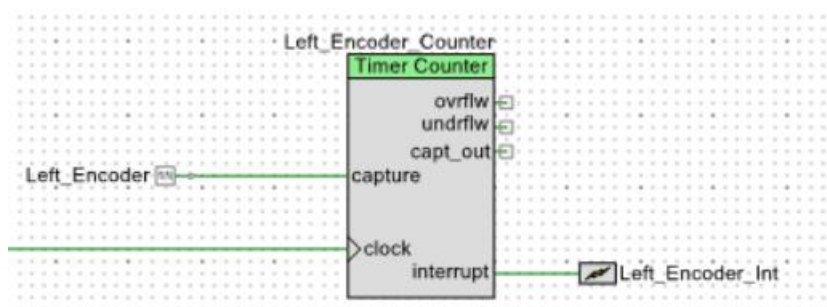 Left_Encoder_Counter
Timer Counter
ovrflw
undrflw
capt_out
Left_Encoder
capture
clock
interrupt
Left_Encoder_Int